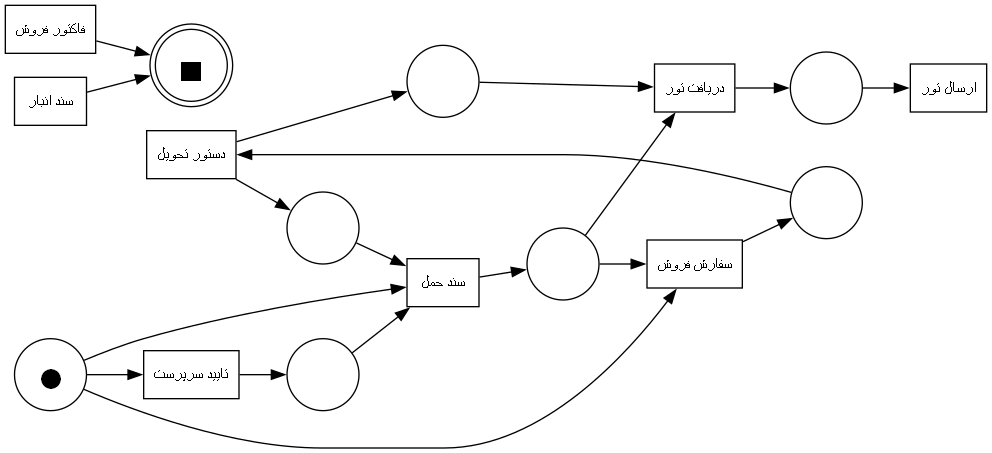 فاکتور فروش
سند انبار
دستور تحویل
دریافت تور
ارسال تور
سفارش فروش
سند حمل
تایید سرپرست